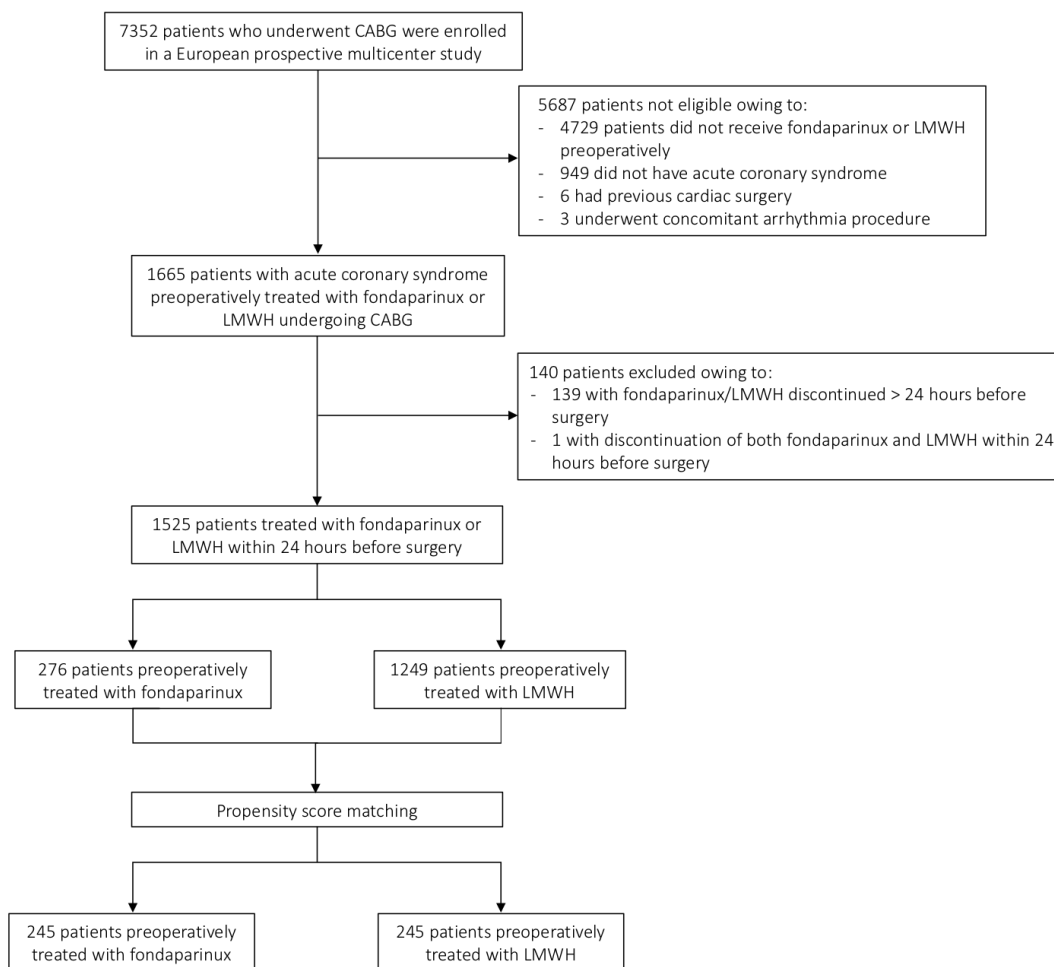 7352 patients who underwent CABG were enrolled
in a European prospective multicenter study
5687 patients not eligible owing to:
- 4729 patients did not receive fondaparinux or LMWH
preoperatively
- 949 did not have acute coronary syndrome
- 6 had previous cardiac surgery
- 3 underwent concomitant arrhythmia procedure
1665 patients with acute coronary syndrome
preoperatively treated with fondaparinux or
LMWH undergoing CABG
140 patients excluded owing to:
- 139 with fondaparinux/LMWH discontinued > 24 hours before
surgery
- 1 with discontinuation of both fondaparinux and LMWH within 24
hours before surgery
1525 patients treated with fondaparinux or
LMWH within 24 hours before surgery
276 patients preoperatively
treated with fondaparinux
1249 patients preoperatively
treated with LMWH
Propensity score matching
245 patients preoperatively
treated with fondaparinux
245 patients preoperatively
treated with LMWH